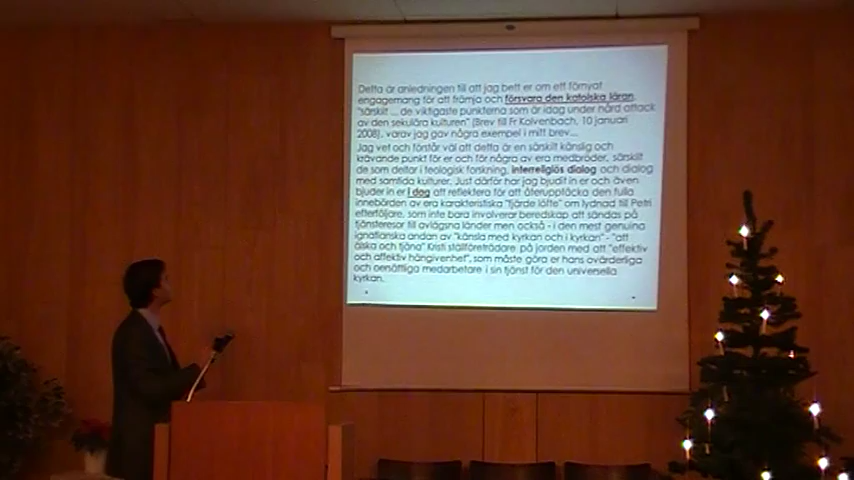 Detta är anledningen till att jag bett er om ett förnyat
engagemang för att främja och försvara den katolska läran,
"särskilt ... de viktigaste punkterna som är idag under hård attack
av den sekulära kulturen" (Brev till Fr Kolvenbach, 10 januari
2008), varav jag gav några exempel i mitt brev...
Jag vet och förstår väl att detta är en särskilt känslig och
krävande punkt för er och för några av era medbröder, särskilt
de som deltar i teologisk forskning, interreligiös dialog och dialog
med samtida kulturer. Just därför har jag bjudit in er och även
bjuder in er i dag att reflektera för att återupptäcka den fulla
innebörden av era karakteristiska "fjärde löfte" om lydnad till Petri
efterföljare, som inte bara involverar beredskap att sändas på
tjänsteresor till avlägsna länder men också - i den mest genuina
ignatianska andan av "känsla med kyrkan och i kyrkan" - "att
älska och tjäna" Kristi ställföreträdare på jorden med att "effektiv
och affektiv hängivenhet", som måste göra er hans ovärderliga
och oersättliga medarbetare i sin tjänst för den universella
kyrkan.